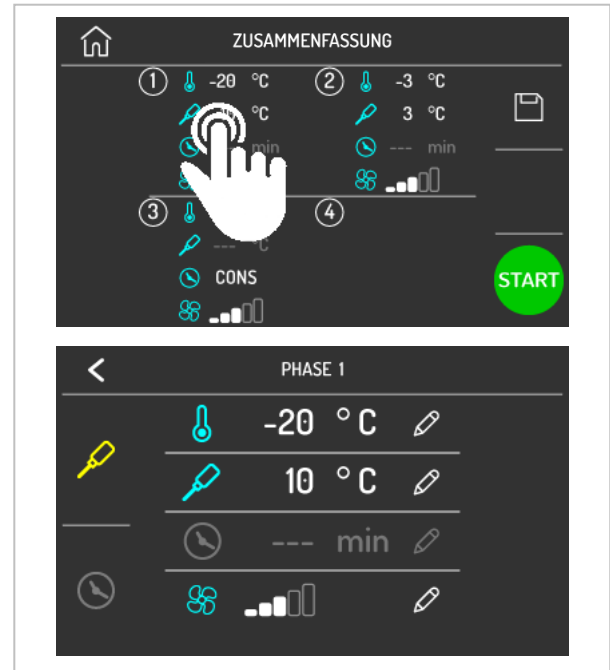 ZUSAMMENFASSUNG
1 -20 °C
°C
min
2 -3 °C
3 °C
--- min
3
--- °C
CONS
4
START
PHASE 1
-20 °C
10 °C
--- min